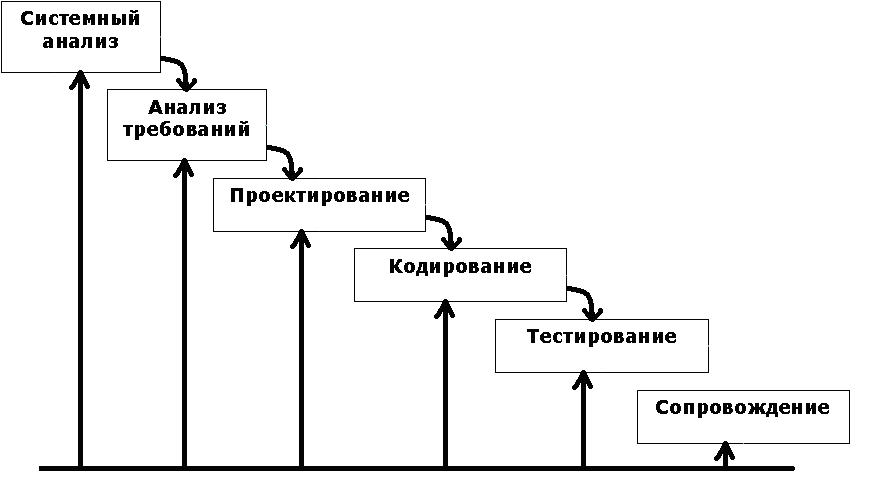 Системный
анализ
Анализ
требований
Проектирование
Кодирование
Тестирование
Сопровождение